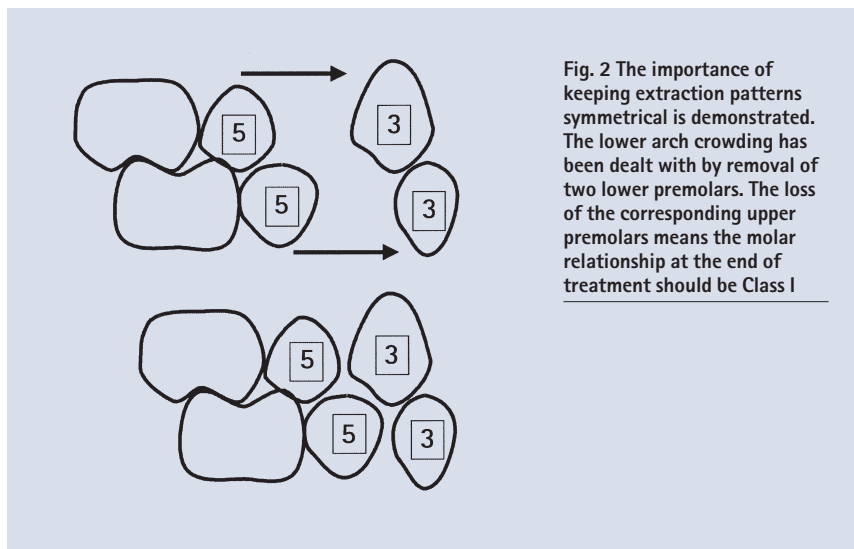 5
3
5
3
5
3
5
3
Fig. 2 The importance of
keeping extraction patterns
symmetrical is demonstrated.
The lower arch crowding has
been dealt with by removal of
two lower premolars. The loss
of the corresponding upper
premolars means the molar
relationship at the end of
treatment should be Class I